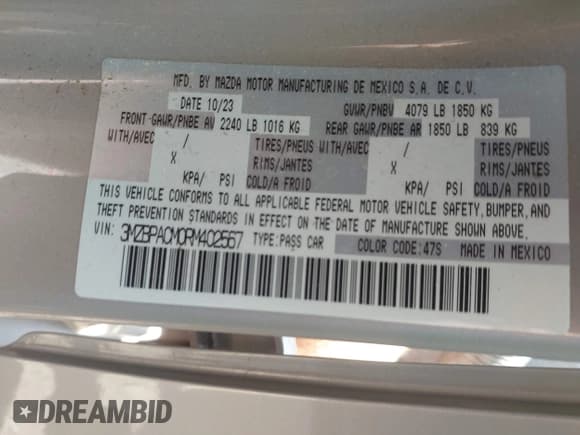 MFD. BY MAZDA MOTOR MANUFACTURING DE MEXICO S.A. DE C.V.
DATE 10/23 GVWR/PNBV 4079 LB 1850 KG
FRONT-GAWR/PNBE AV 2240 LB 1016 KG REAR GAWR/PNBE AR 1850 LB 839 KG
WITH/AVEC / TIRES/PNEUS WITH/AVEC / TIRES/PNEUS
X RIMS/JANTES X RIMS/JANTES
KPA/ PSI COLD/A FROID KPA/ PSI COLD/A FROID
THIS VEHICLE CONFORMS TO ALL APPLICABLE FEDERAL MOTOR VEHICLE SAFETY, BUMPER, AND
THEFT PREVENTION STANDARDS IN EFFECT ON THE DATE OF MANUFACTURE SHOWN ABOVE.
VIN: 3MZBPACM0RM402567 TYPE:PASS CAR COLOR CODE:47S MADE IN MEXICO
DREAMBID